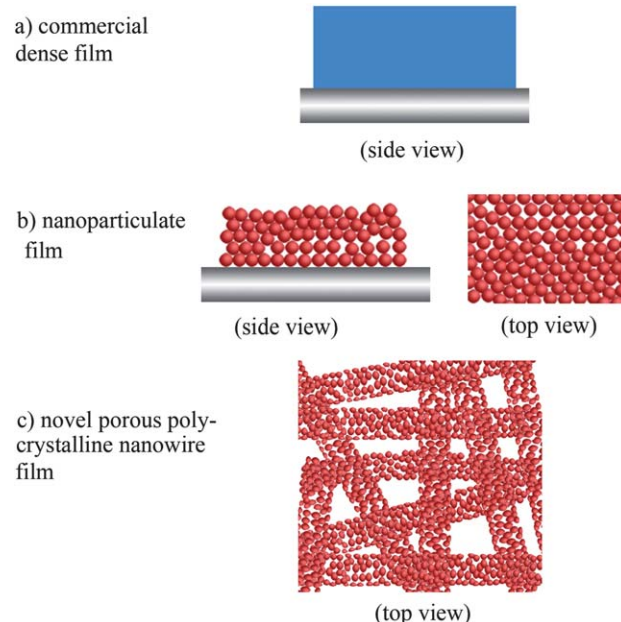 a) commercial
dense film
(side view)
b) nanoparticulate
film
(side view)
(top view)
c) novel porous poly-
crystalline nanowire
film
(top view)